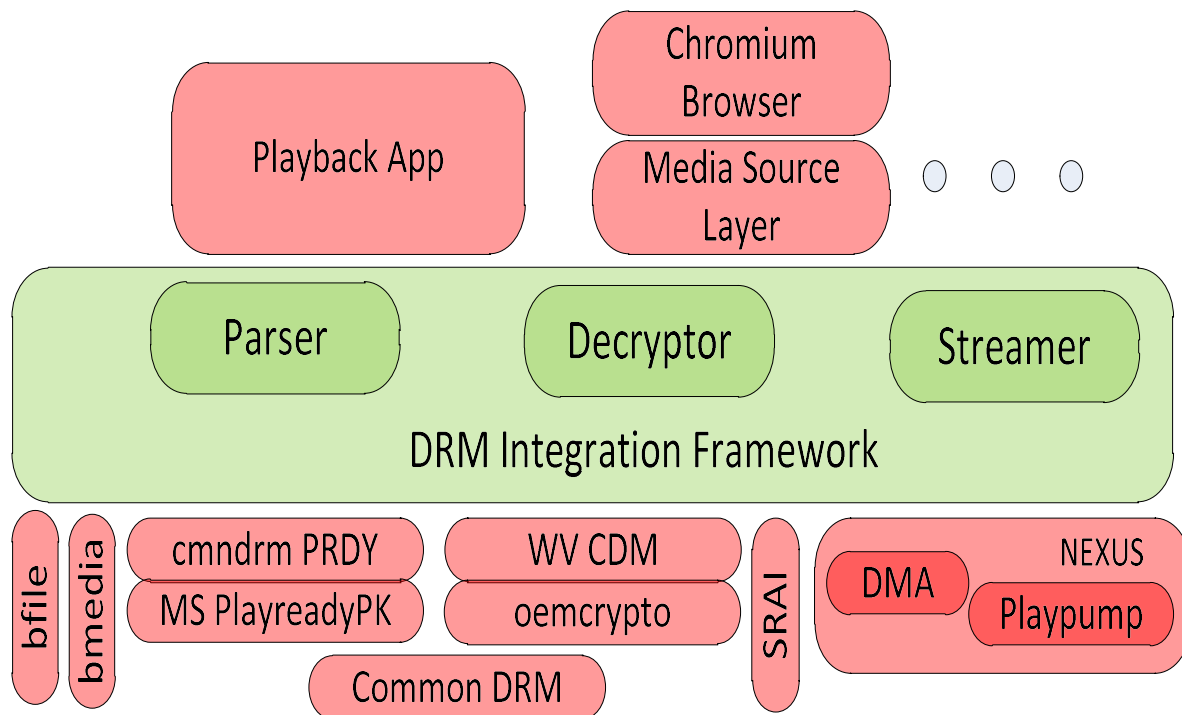 Chromium
Browser
Playback App
Media Source
Layer
Parser
Decryptor
Streamer
DRM Integration Framework
bfile
bmedia
cmndrm PRDY
MS PlayreadyPK
WV CDM
oemcrypto
Common DRM
SRAI
NEXUS
DMA
Playpump